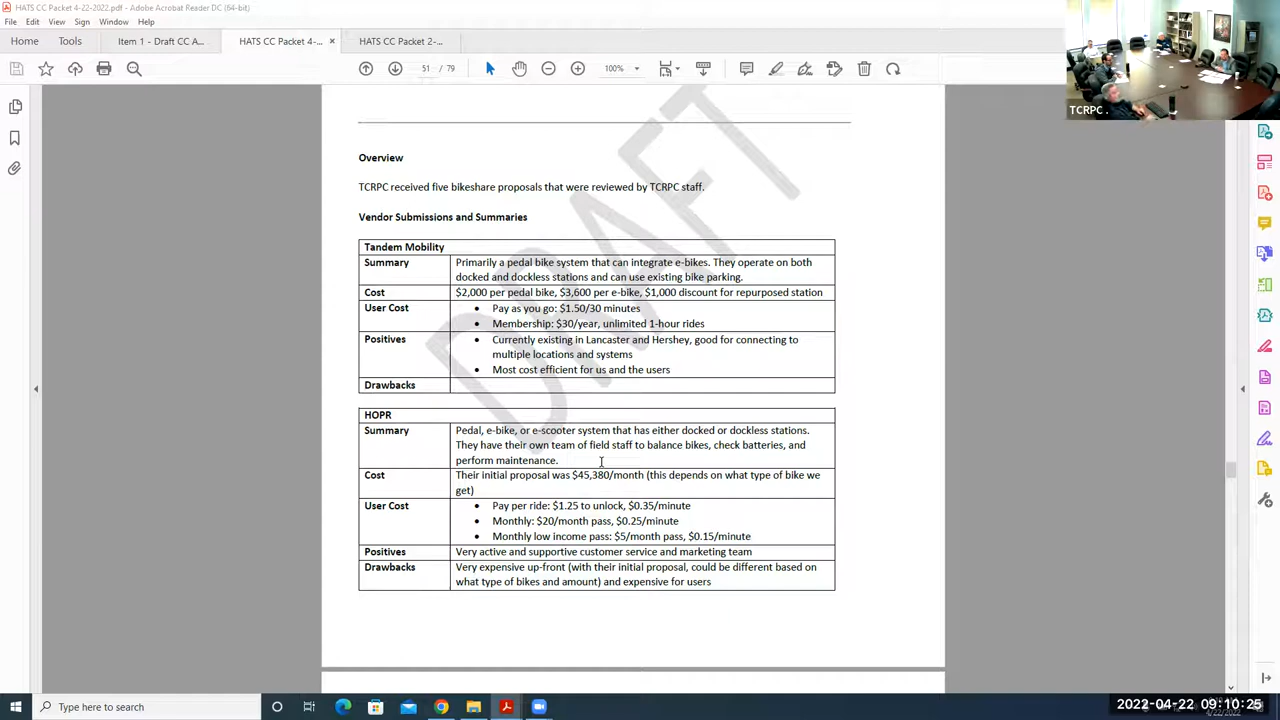 HATS CC Packet 4-22-2022.pdf - Adobe Acrobat Reader DC (64-bit)
File Edit View Sign Window Help
Home Tools Item 1 - Draft CC A... HATS CC Packet 4-... × HATS CC Packet 2-...
51 / 79 100%
TCRPC .
DRAFT
Overview
TCRPC received five bikeshare proposals that were reviewed by TCRPC staff.
Vendor Submissions and Summaries
Tandem Mobility
Summary Primarily a pedal bike system that can integrate e-bikes. They operate on both
docked and dockless stations and can use existing bike parking.
Cost $2,000 per pedal bike, $3,600 per e-bike, $1,000 discount for repurposed station
User Cost • Pay as you go: $1.50/30 minutes
• Membership: $30/year, unlimited 1-hour rides
Positives • Currently existing in Lancaster and Hershey, good for connecting to
multiple locations and systems
• Most cost efficient for us and the users
Drawbacks
HOPR
Summary Pedal, e-bike, or e-scooter system that has either docked or dockless stations.
They have their own team of field staff to balance bikes, check batteries, and
perform maintenance.
Cost Their initial proposal was $45,380/month (this depends on what type of bike we
get)
User Cost • Pay per ride: $1.25 to unlock, $0.35/minute
• Monthly: $20/month pass, $0.25/minute
• Monthly low income pass: $5/month pass, $0.15/minute
Positives Very active and supportive customer service and marketing team
Drawbacks Very expensive up-front (with their initial proposal, could be different based on
what type of bikes and amount) and expensive for users
Type here to search
2022-04-22 09:10:25